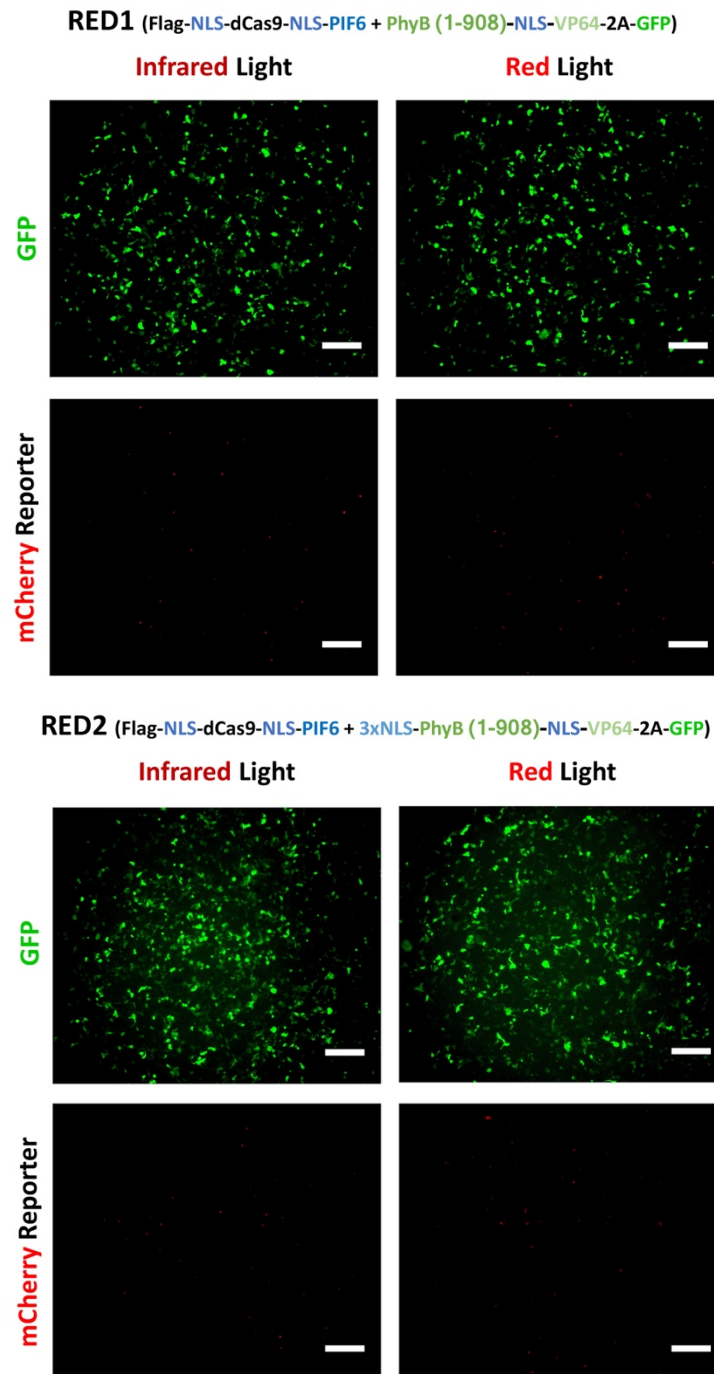 RED1 (Flag-NLS-dCas9-NLS-PIF6 + PhyB (1-908)-NLS-VP64-2A-GFP)
Infrared Light Red Light
GFP
mCherry Reporter
RED2 (Flag-NLS-dCas9-NLS-PIF6 + 3xNLS-PhyB (1-908)-NLS-VP64-2A-GFP)
Infrared Light Red Light
GFP
mCherry Reporter